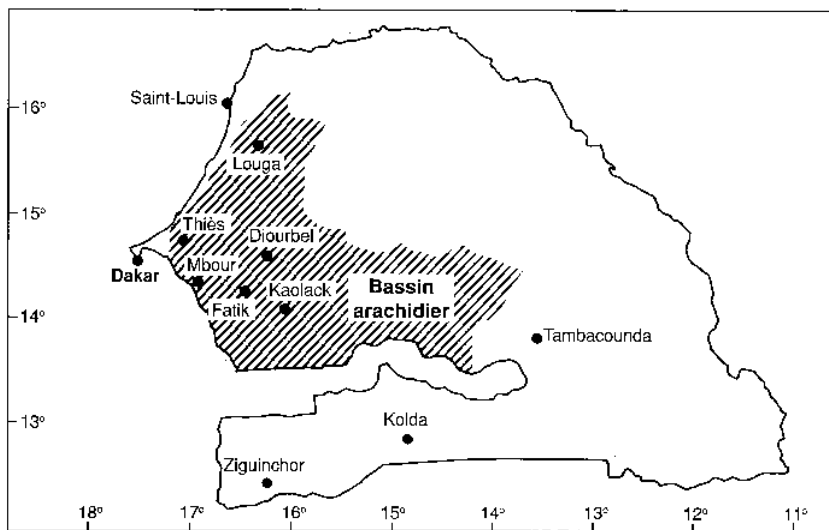 Saint-Louis
16°
Louga
15°
Thiès
Diourbel
Dakar
Mbour
Kaolack
Bassin
arachidier
Fatik
14°
Tambacounda
13°
Kolda
Ziguinchor
18° 17° 16° 15° 14° 13° 12° 11°